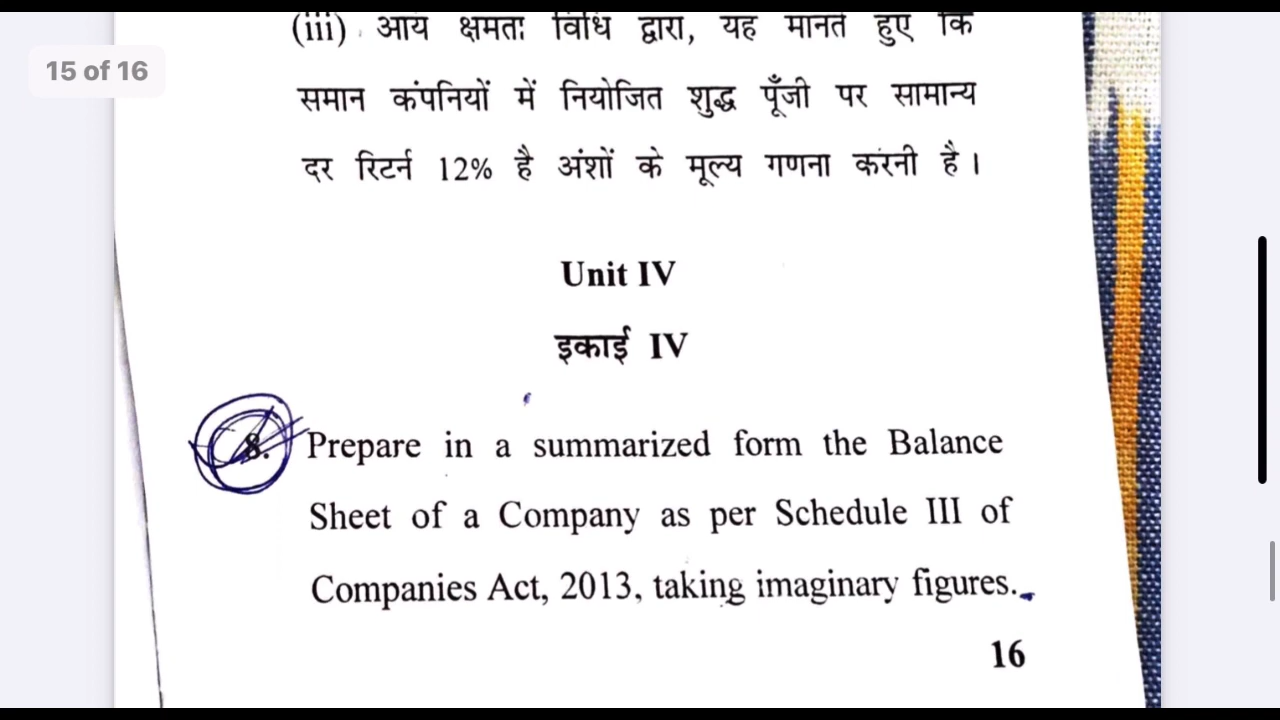 15 of 16
(iii) आय क्षमता विधि द्वारा, यह मानते हुए कि
समान कंपनियों में नियोजित शुद्ध पूँजी पर सामान्य
दर रिटर्न 12% है अंशों के मूल्य गणना करनी है।
Unit IV
इकाई IV
8. Prepare in a summarized form the Balance
Sheet of a Company as per Schedule III of
Companies Act, 2013, taking imaginary figures.
16